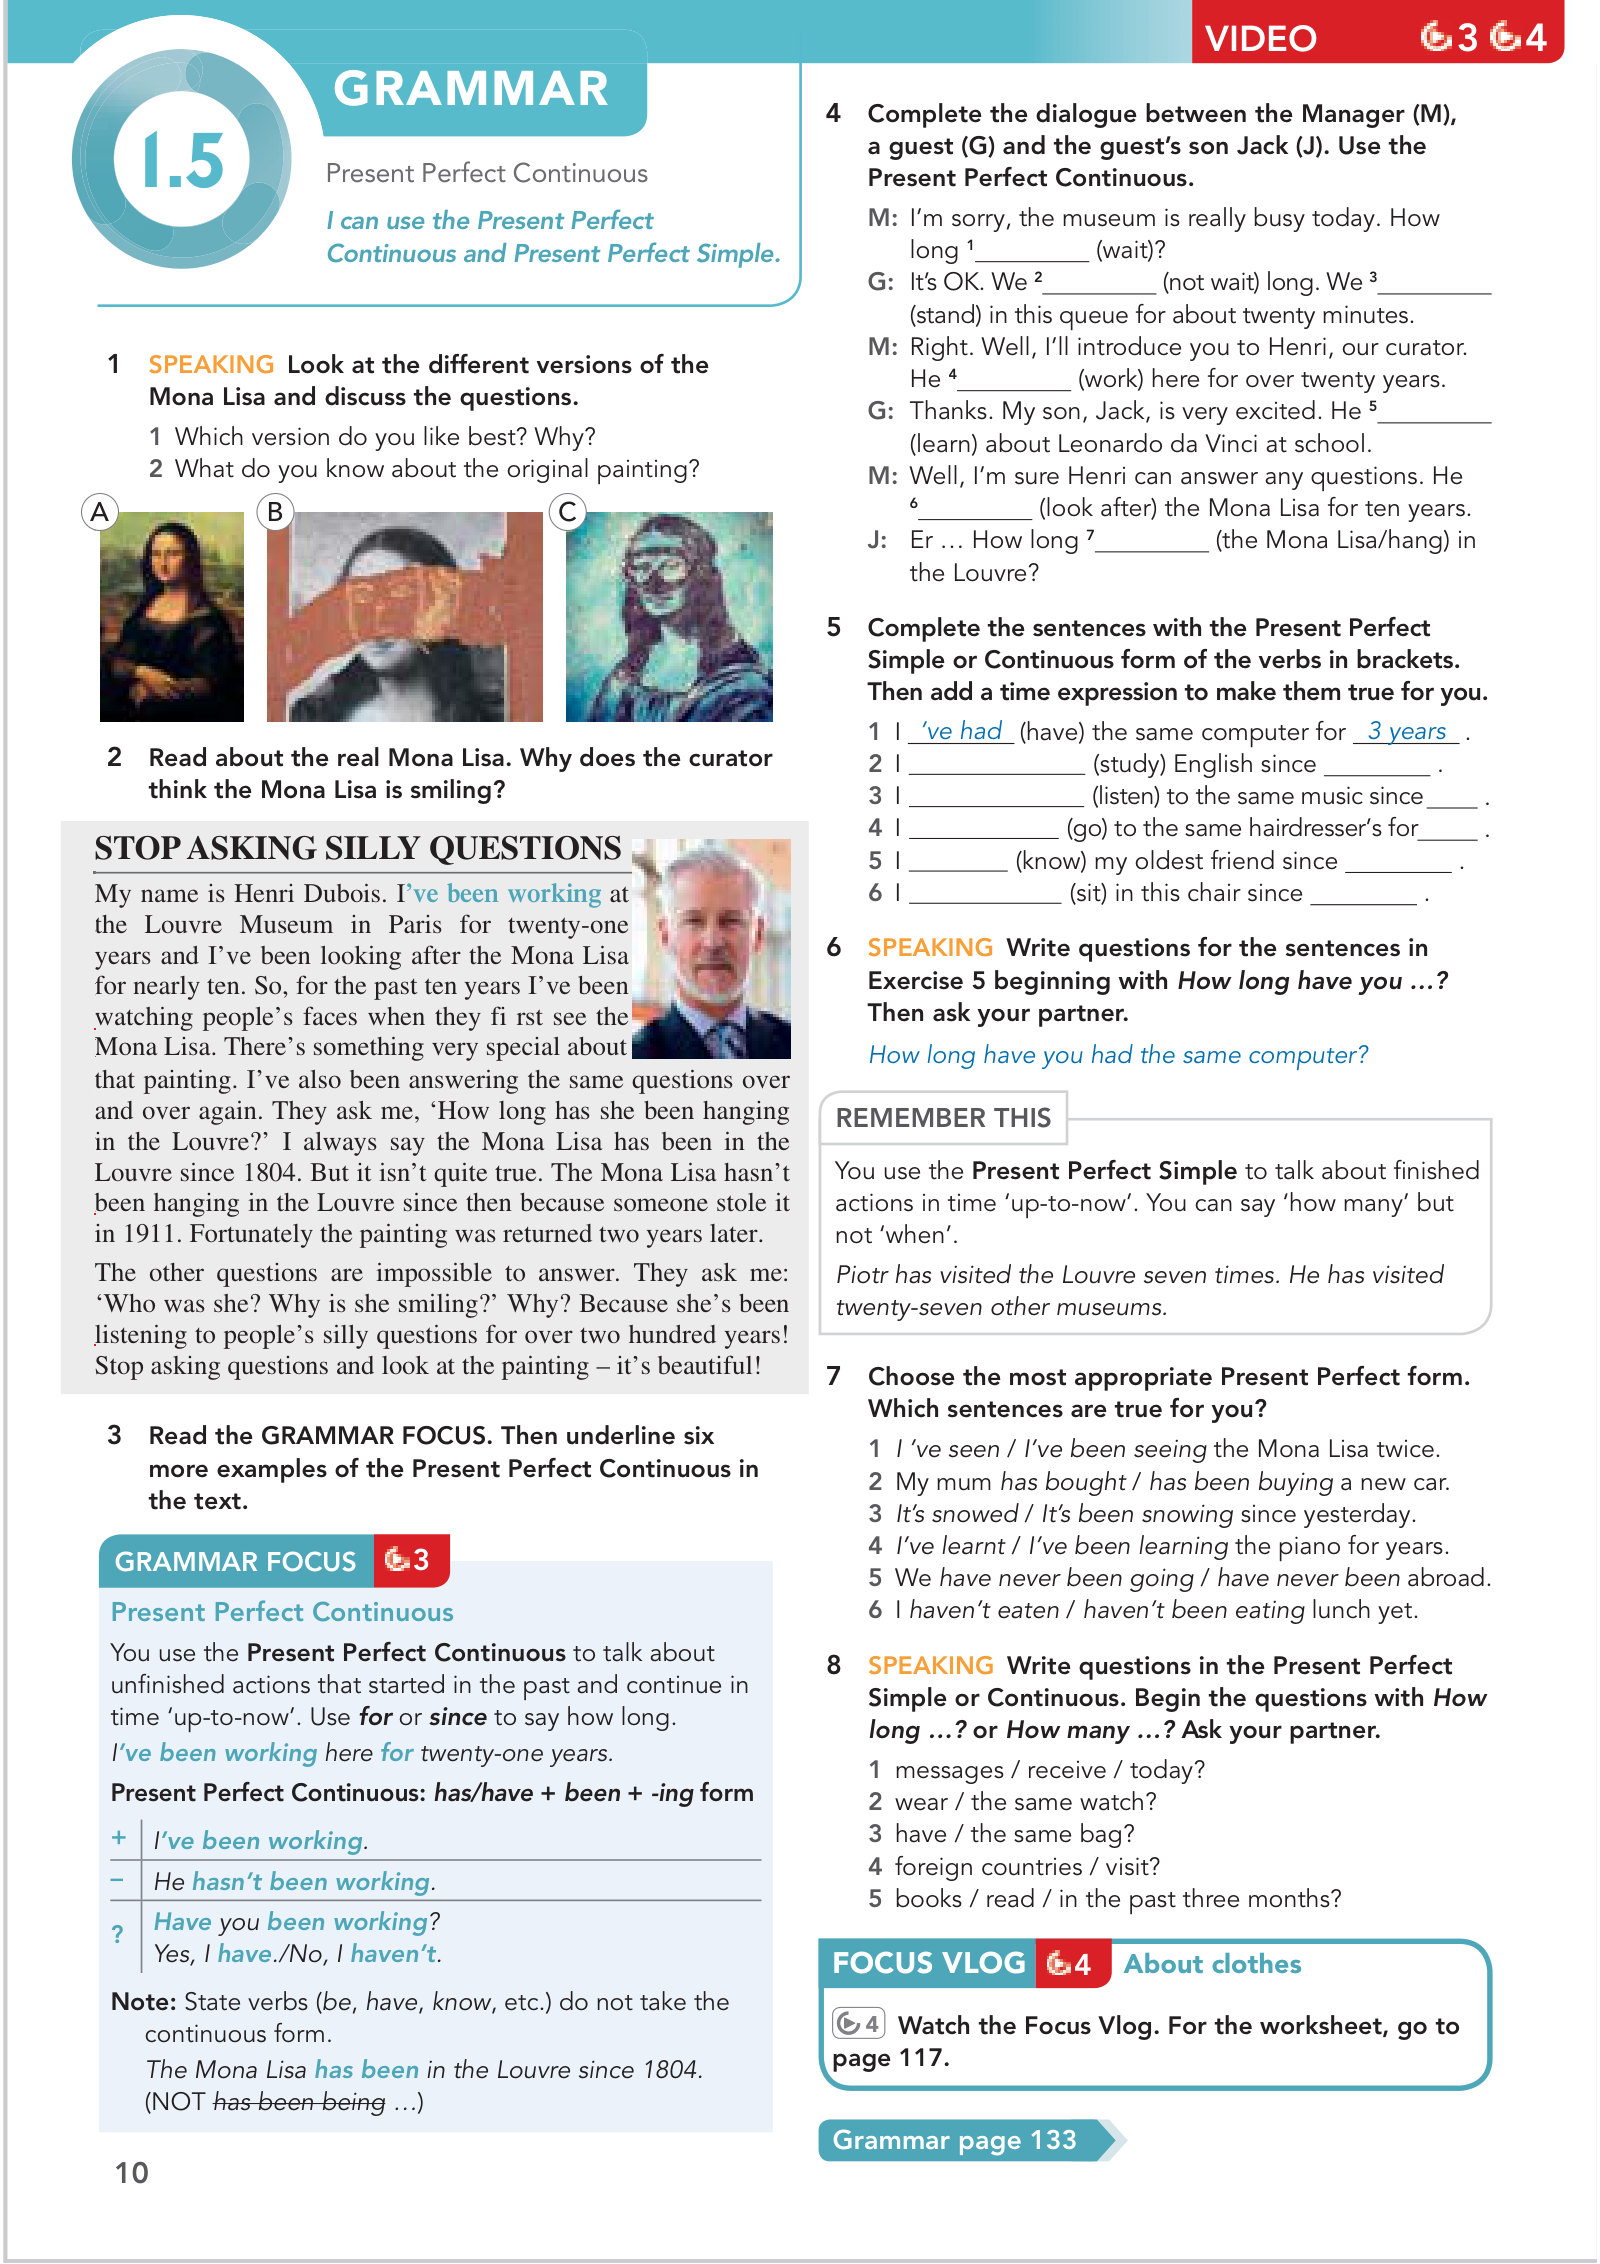 VIDEO 3 4
GRAMMAR
1.5
Present Perfect Continuous
I can use the Present Perfect
Continuous and Present Perfect Simple.
1 SPEAKING Look at the different versions of the
Mona Lisa and discuss the questions.
1 Which version do you like best? Why?
2 What do you know about the original painting?
A B C
2 Read about the real Mona Lisa. Why does the curator
think the Mona Lisa is smiling?
STOP ASKING SILLY QUESTIONS
My name is Henri Dubois. I've been working at
the Louvre Museum in Paris for twenty-one
years and I've been looking after the Mona Lisa
for nearly ten. So, for the past ten years I've been
watching people's faces when they fi rst see the
Mona Lisa. There's something very special about
that painting. I've also been answering the same questions over
and over again. They ask me, 'How long has she been hanging
in the Louvre?' I always say the Mona Lisa has been in the
Louvre since 1804. But it isn't quite true. The Mona Lisa hasn't
been hanging in the Louvre since then because someone stole it
in 1911. Fortunately the painting was returned two years later.
The other questions are impossible to answer. They ask me:
'Who was she? Why is she smiling?' Why? Because she's been
listening to people's silly questions for over two hundred years!
Stop asking questions and look at the painting – it's beautiful!
3 Read the GRAMMAR FOCUS. Then underline six
more examples of the Present Perfect Continuous in
the text.
GRAMMAR FOCUS 3
Present Perfect Continuous
You use the Present Perfect Continuous to talk about
unfinished actions that started in the past and continue in
time 'up-to-now'. Use for or since to say how long.
I've been working here for twenty-one years.
Present Perfect Continuous: has/have + been + -ing form
+ I've been working.
– He hasn't been working.
? Have you been working?
Yes, I have./No, I haven't.
Note: State verbs (be, have, know, etc.) do not take the
continuous form.
The Mona Lisa has been in the Louvre since 1804.
(NOT has been being …)
10
4 Complete the dialogue between the Manager (M),
a guest (G) and the guest's son Jack (J). Use the
Present Perfect Continuous.
M: I'm sorry, the museum is really busy today. How
long 1_________ (wait)?
G: It's OK. We 2_________ (not wait) long. We 3_________
(stand) in this queue for about twenty minutes.
M: Right. Well, I'll introduce you to Henri, our curator.
He 4_________ (work) here for over twenty years.
G: Thanks. My son, Jack, is very excited. He 5_________
(learn) about Leonardo da Vinci at school.
M: Well, I'm sure Henri can answer any questions. He
6_________ (look after) the Mona Lisa for ten years.
J: Er … How long 7_________ (the Mona Lisa/hang) in
the Louvre?
5 Complete the sentences with the Present Perfect
Simple or Continuous form of the verbs in brackets.
Then add a time expression to make them true for you.
1 I 've had (have) the same computer for 3 years .
2 I ______________ (study) English since _________ .
3 I ______________ (listen) to the same music since____ .
4 I ____________ (go) to the same hairdresser's for_____ .
5 I ________ (know) my oldest friend since _________ .
6 I ____________ (sit) in this chair since _________ .
6 SPEAKING Write questions for the sentences in
Exercise 5 beginning with How long have you …?
Then ask your partner.
How long have you had the same computer?
REMEMBER THIS
You use the Present Perfect Simple to talk about finished
actions in time 'up-to-now'. You can say 'how many' but
not 'when'.
Piotr has visited the Louvre seven times. He has visited
twenty-seven other museums.
7 Choose the most appropriate Present Perfect form.
Which sentences are true for you?
1 I 've seen / I've been seeing the Mona Lisa twice.
2 My mum has bought / has been buying a new car.
3 It's snowed / It's been snowing since yesterday.
4 I've learnt / I've been learning the piano for years.
5 We have never been going / have never been abroad.
6 I haven't eaten / haven't been eating lunch yet.
8 SPEAKING Write questions in the Present Perfect
Simple or Continuous. Begin the questions with How
long …? or How many …? Ask your partner.
1 messages / receive / today?
2 wear / the same watch?
3 have / the same bag?
4 foreign countries / visit?
5 books / read / in the past three months?
FOCUS VLOG 4 About clothes
4 Watch the Focus Vlog. For the worksheet, go to
page 117.
Grammar page 133